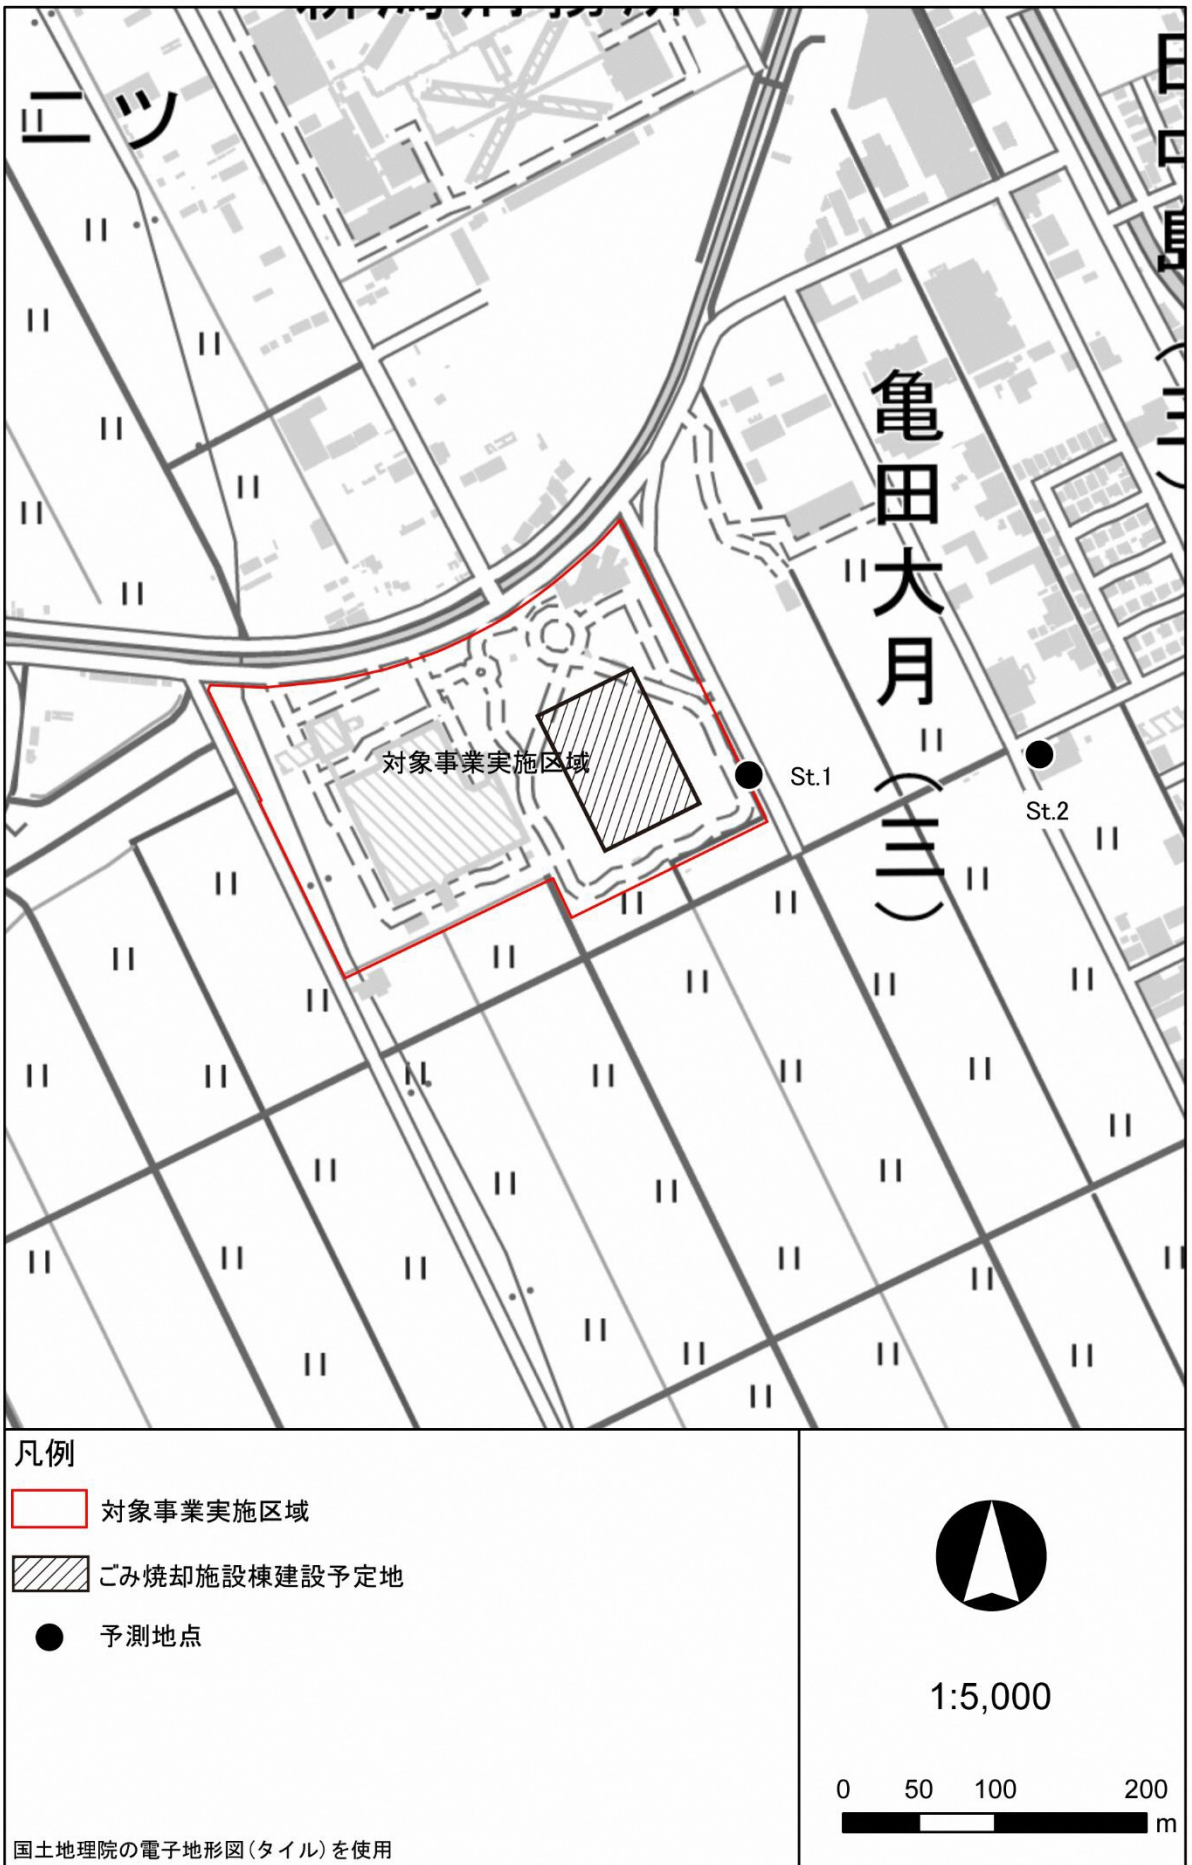 二ツ
亀田大月(三)
対象事業実施区域
St.1
St.2
凡例
対象事業実施区域
ごみ焼却施設棟建設予定地
予測地点
1:5,000
0 50 100 200
m
国土地理院の電子地形図(タイル)を使用